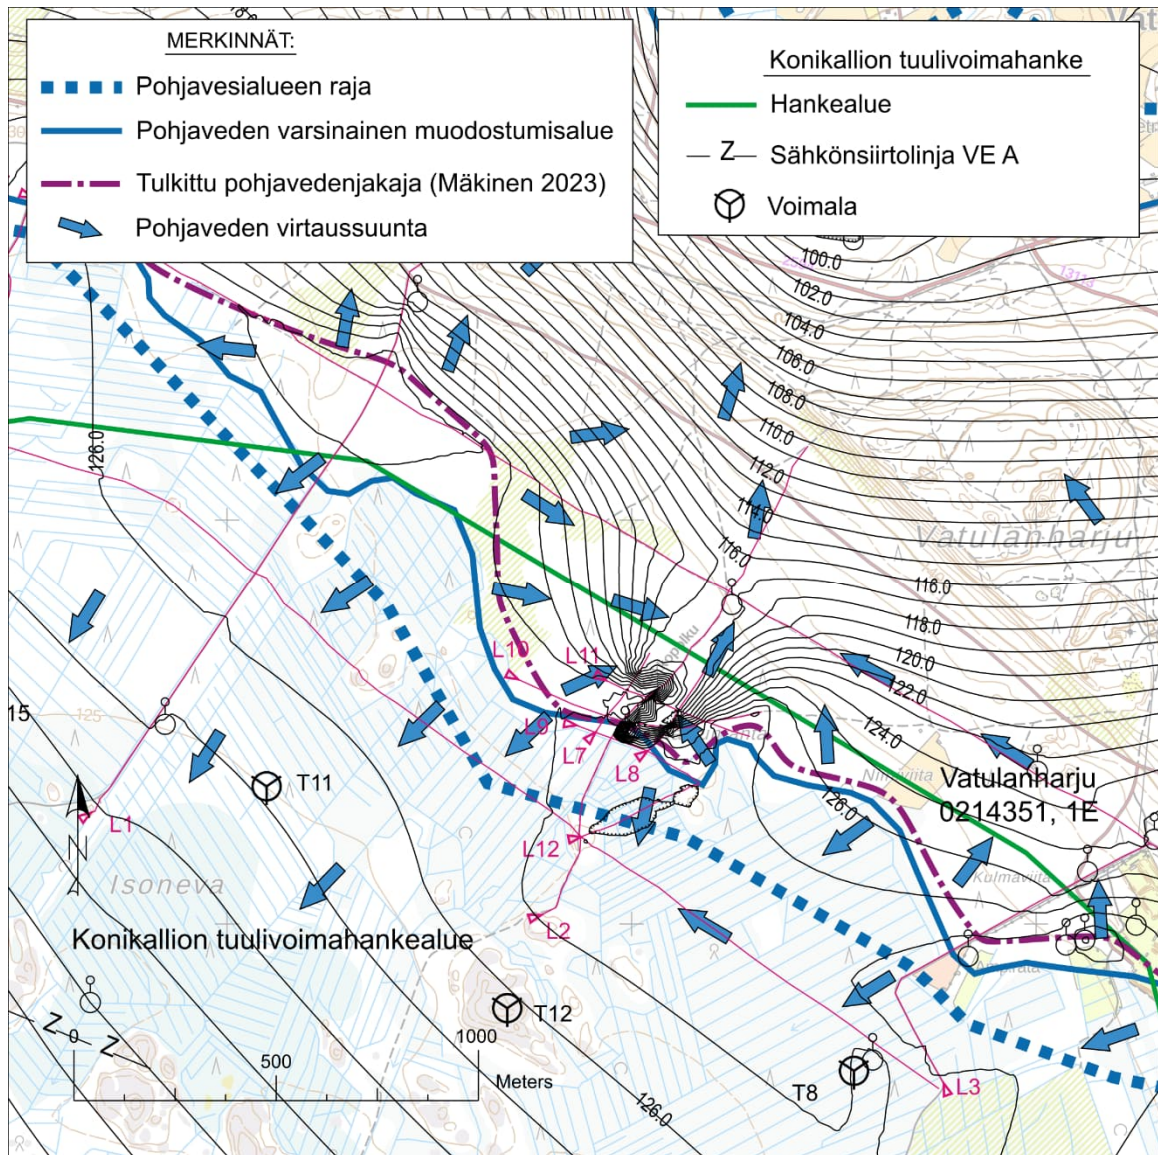 MERKINNÄT:
Pohjavesialueen raja
Pohjaveden varsinainen muodostumisalue
Tulkittu pohjavedenjakaja (Mäkinen 2023)
Pohjaveden virtaussuunta
Konikallion tuulivoimahanke
Hankealue
Z Sähkönsiirtolinja VE A
Voimala
100.0
102.0
104.0
106.0
108.0
110.0
112.0
114.0
116.0
13113
126.0
Vatulanharju
116.0
118.0
120.0
122.0
124.0
126.0
L10
L11
L9
L7
L8
15
125
T11
L1
L12
L2
Isoneva
Niiniviita
Vatulanharju
0214351, 1E
Kulmaviita
Konikallion tuulivoimahankealue
T12
T8
L3
Z
Z
N
0
500
1000
Meters
126.0